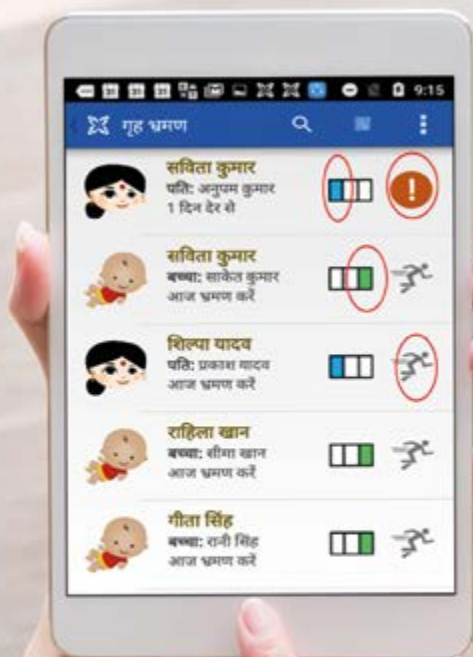 9:15
गृह भ्रमण
सविता कुमार
पति: अनुपम कुमार
1 दिन देर से
सविता कुमार
बच्चा: साकेत कुमार
आज भ्रमण करें
शिल्पा यादव
पति: प्रकाश यादव
आज भ्रमण करें
राहिला खान
बच्चा: सीमा खान
आज भ्रमण करें
गीता सिंह
बच्चा: रानी सिंह
आज भ्रमण करें